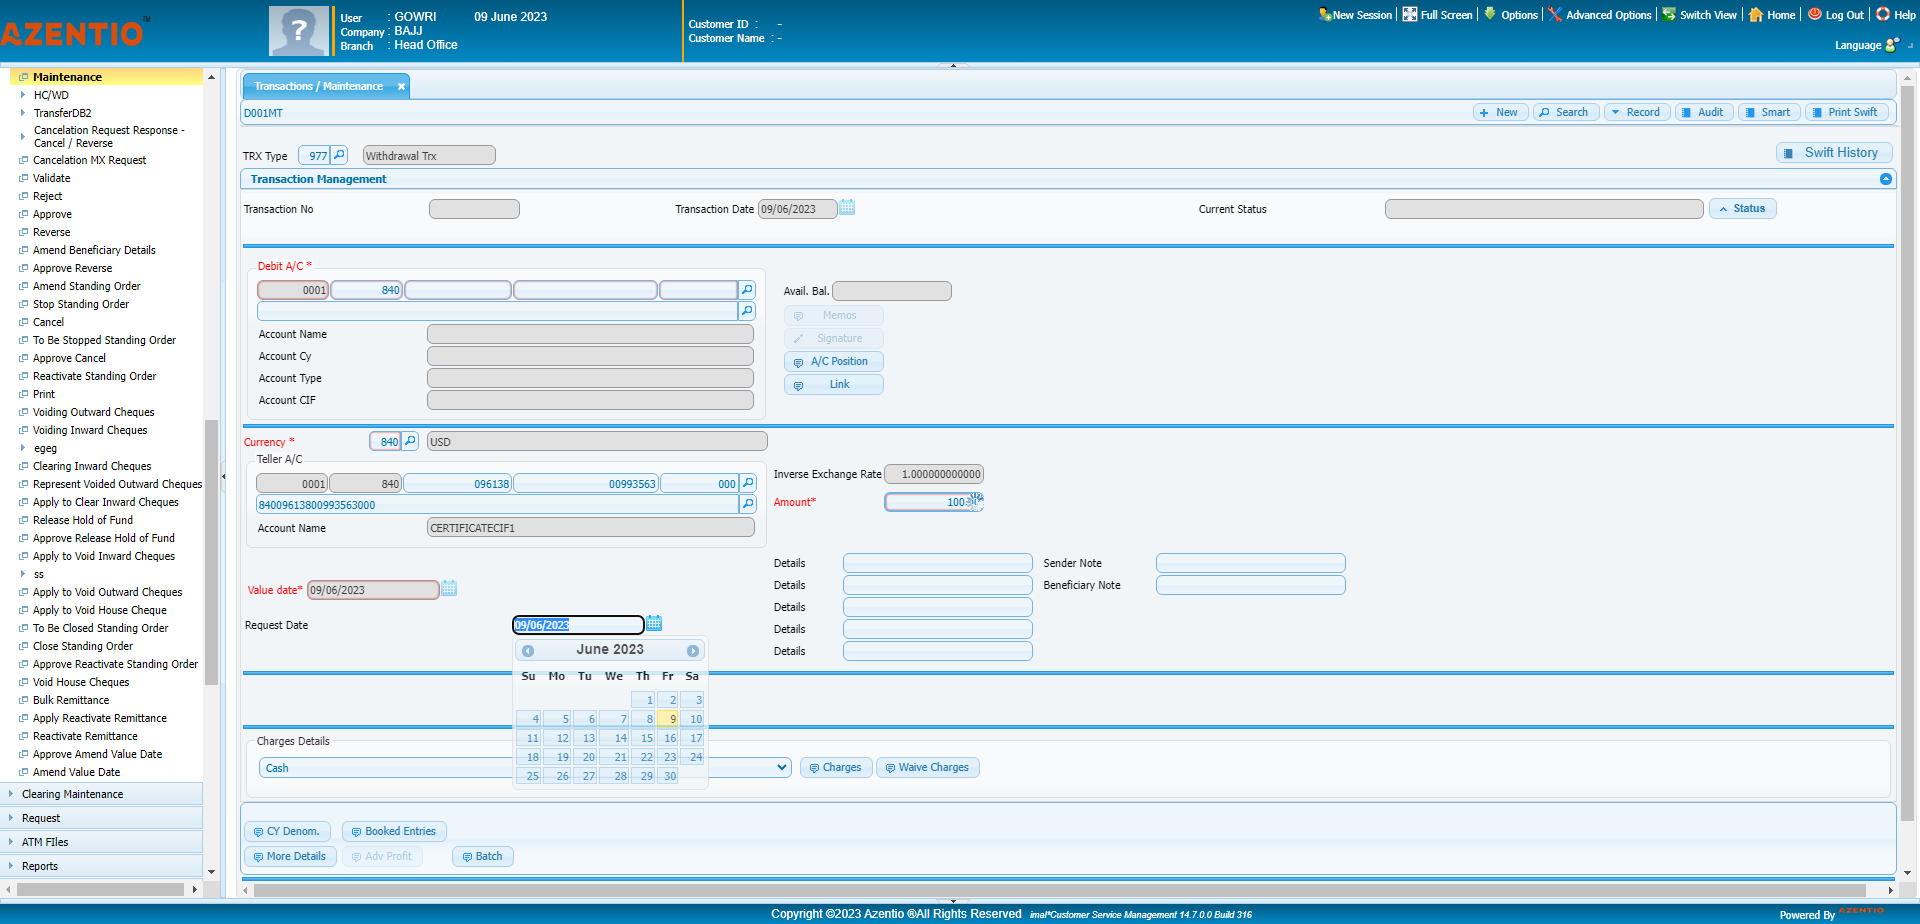 AZENTIO™
User : GOWRI 09 June 2023
Company : BAJJ
Branch : Head Office
Customer ID : -
Customer Name : -
New Session Full Screen Options Advanced Options Switch View Home Log Out Help
Language
Maintenance
HC/WD
TransferDB2
Cancelation Request Response -
Cancel / Reverse
Cancelation MX Request
Validate
Reject
Approve
Reverse
Amend Beneficiary Details
Approve Reverse
Amend Standing Order
Stop Standing Order
Cancel
To Be Stopped Standing Order
Approve Cancel
Reactivate Standing Order
Print
Voiding Outward Cheques
Voiding Inward Cheques
egeg
Clearing Inward Cheques
Represent Voided Outward Cheques
Apply to Clear Inward Cheques
Release Hold of Fund
Approve Release Hold of Fund
Apply to Void Inward Cheques
ss
Apply to Void Outward Cheques
Apply to Void House Cheque
To Be Closed Standing Order
Close Standing Order
Approve Reactivate Standing Order
Void House Cheques
Bulk Remittance
Apply Reactivate Remittance
Reactivate Remittance
Approve Amend Value Date
Amend Value Date
Clearing Maintenance
Request
ATM FIles
Reports
Transactions / Maintenance
D001MT
New Search Record Audit Smart Print Swift
TRX Type 977 Withdrawal Trx
Swift History
Transaction Management
Transaction No Transaction Date 09/06/2023 Current Status Status
Debit A/C *
0001 840
Account Name
Account Cy
Account Type
Account CIF
Avail. Bal.
Memos
Signature
A/C Position
Link
Currency * 840 USD
Teller A/C
0001 840 096138 00993563 000
84009613800993563000
Account Name CERTIFICATECIF1
Inverse Exchange Rate 1.000000000000
Amount* 100
Value date* 09/06/2023
Request Date 09/06/2023
June 2023
Su Mo Tu We Th Fr Sa
1 2 3
4 5 6 7 8 9 10
11 12 13 14 15 16 17
18 19 20 21 22 23 24
25 26 27 28 29 30
Details Sender Note
Details Beneficiary Note
Details
Details
Details
Charges Details
Cash Charges Waive Charges
CY Denom. Booked Entries
More Details Adv Profit Batch
Copyright ©2023 Azentio ®All Rights Reserved imal*Customer Service Management 14.7.0.0 Build 316
Powered By AZENTIO